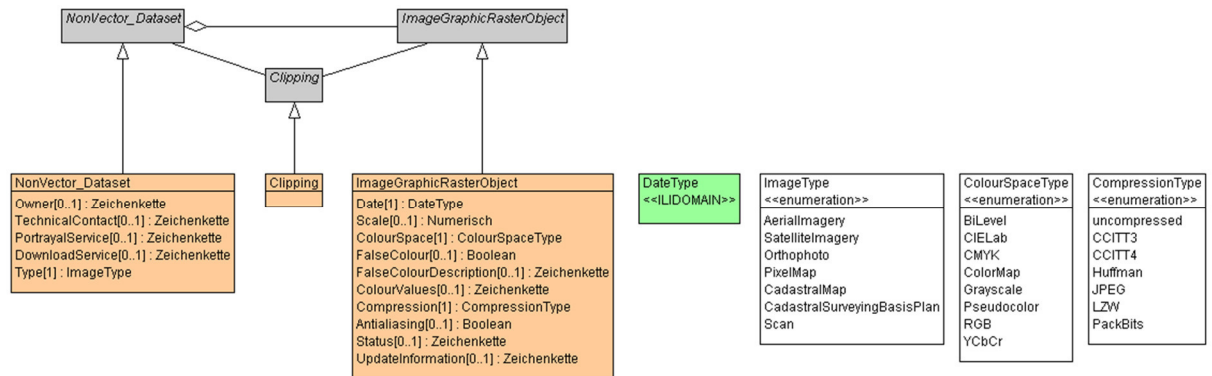 NonVector_Dataset
ImageGraphicRasterObject
Clipping
NonVector_Dataset
Owner[0..1] : Zeichenkette
TechnicalContact[0..1] : Zeichenkette
PortrayalService[0..1] : Zeichenkette
DownloadService[0..1] : Zeichenkette
Type[1] : ImageType
Clipping
ImageGraphicRasterObject
Date[1] : DateType
Scale[0..1] : Numerisch
ColourSpace[1] : ColourSpaceType
FalseColour[0..1] : Boolean
FalseColourDescription[0..1] : Zeichenkette
ColourValues[0..1] : Zeichenkette
Compression[1] : CompressionType
Antialiasing[0..1] : Boolean
Status[0..1] : Zeichenkette
UpdateInformation[0..1] : Zeichenkette
DateType
<<ILIDOMAIN>>
ImageType
<<enumeration>>
AerialImagery
SatelliteImagery
Orthophoto
PixelMap
CadastralMap
CadastralSurveyingBasisPlan
Scan
ColourSpaceType
<<enumeration>>
BiLevel
CIELab
CMYK
ColorMap
Grayscale
Pseudocolor
RGB
YCbCr
CompressionType
<<enumeration>>
uncompressed
CCITT3
CCITT4
Huffman
JPEG
LZW
PackBits